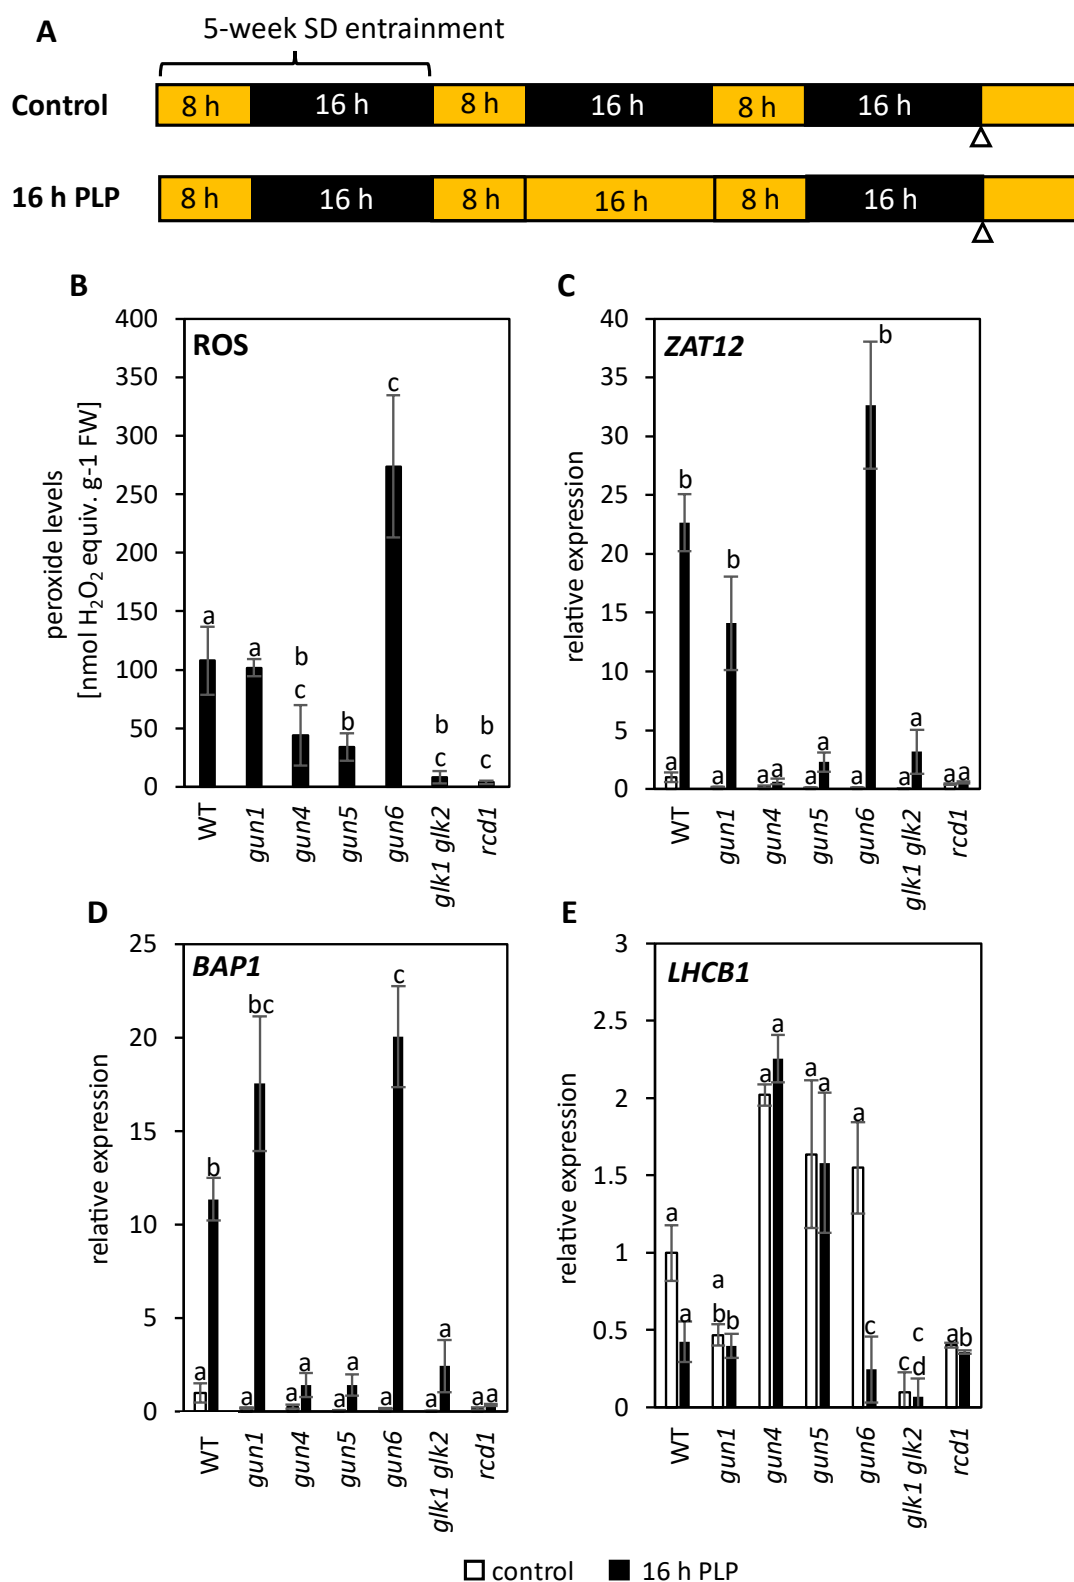 A
5-week SD entrainment
Control
8 h 16 h 8 h 16 h 8 h 16 h
16 h PLP
8 h 16 h 8 h 16 h 8 h 16 h
B
ROS
peroxide levels
[nmol H₂O₂ equiv. g-1 FW]
400
350
300
250
200
150
100
50
0
a a b c b c b c b c
WT gun1 gun4 gun5 gun6 glk1 glk2 rcd1
C
ZAT12
relative expression
40
35
30
25
20
15
10
5
0
a b a b a a a a a b a a a a
WT gun1 gun4 gun5 gun6 glk1 glk2 rcd1
D
BAP1
relative expression
25
20
15
10
5
0
a b a bc a a a a a c a a a a
WT gun1 gun4 gun5 gun6 glk1 glk2 rcd1
E
LHCB1
relative expression
3
2.5
2
1.5
1
0.5
0
a a a b b a a a a a c c c d a b
WT gun1 gun4 gun5 gun6 glk1 glk2 rcd1
control 16 h PLP